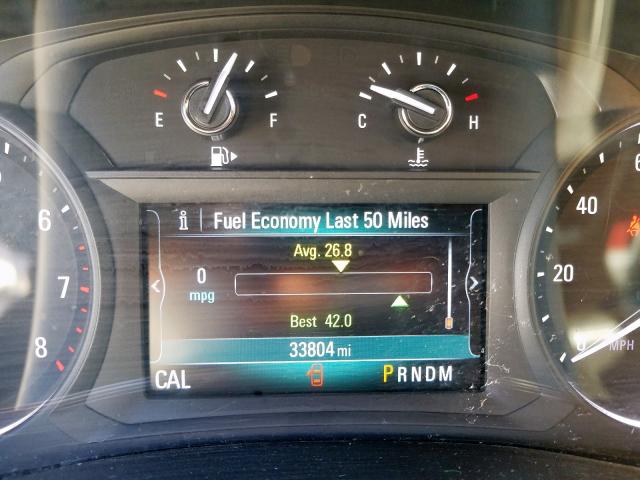 E F
C H
i Fuel Economy Last 50 Miles
Avg. 26.8
0
mpg
Best 42.0
33804 mi
CAL
PRNDM
6
7
8
40
20
0
MPH